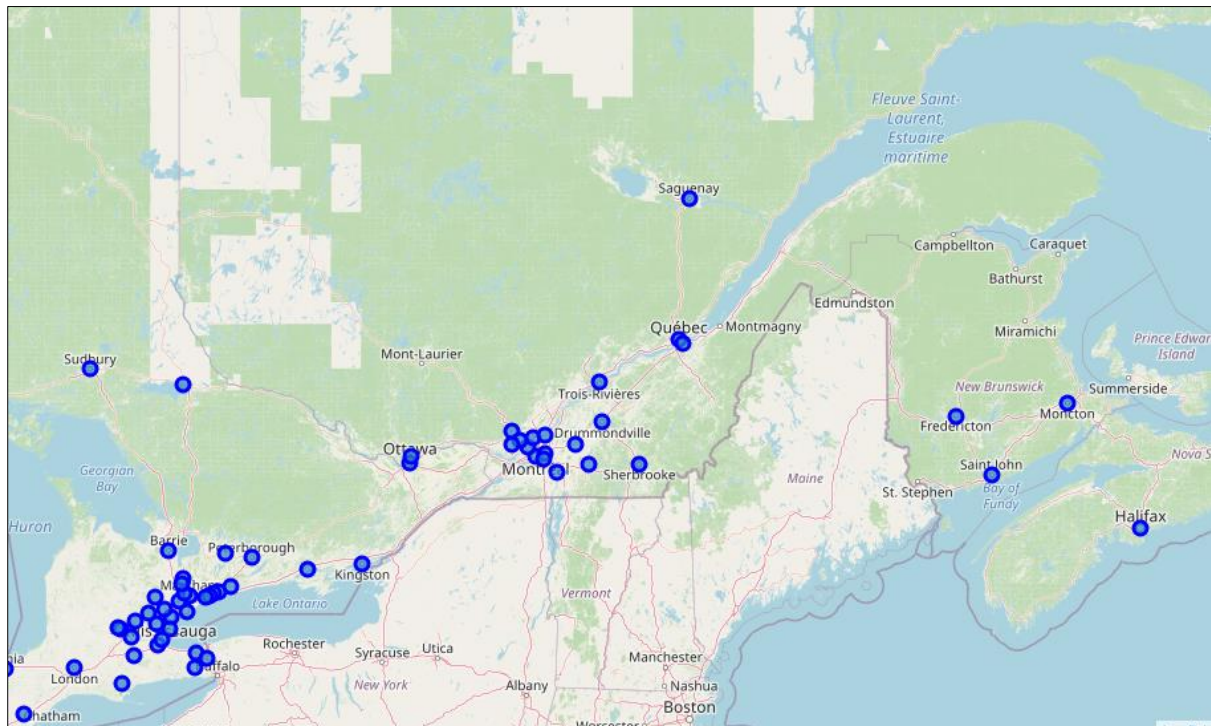 Fleuve Saint-
Laurent,
Estuaire
maritime
Saguenay
Campbellton
Caraquet
Bathurst
Edmundston
Québec
Montmagny
Miramichi
Prince Edwar
Island
Sudbury
Mont-Laurier
Trois-Rivières
Summerside
New Brunswick
Moncton
Fredericton
Drummondville
Ottawa
Montréal
Sherbrooke
Nova S
Georgian
Bay
Saint John
Maine
St. Stephen
Bay of
Fundy
Huron
Halifax
Barrie
Peterborough
Kingston
Vermont
Lake Ontario
Rochester
Syracuse
Utica
Manchester
London
New York
Albany
Nashua
Boston
Chatham
Worcester